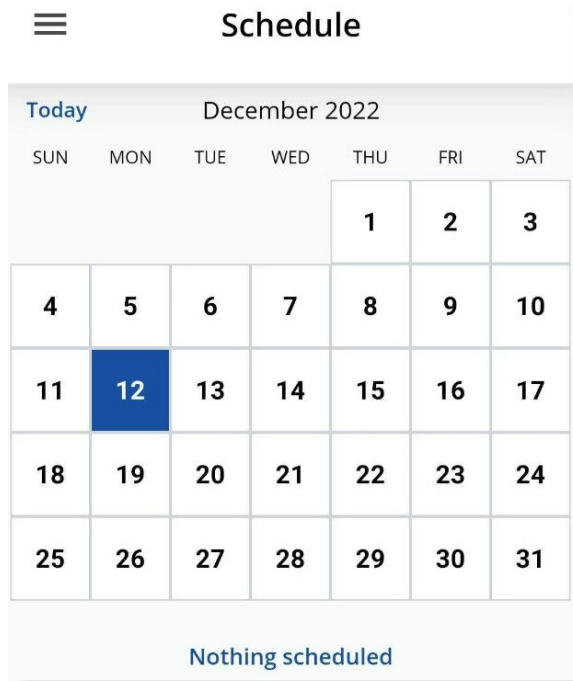 Schedule
Today December 2022
SUN MON TUE WED THU FRI SAT
1 2 3
4 5 6 7 8 9 10
11 12 13 14 15 16 17
18 19 20 21 22 23 24
25 26 27 28 29 30 31
Nothing scheduled